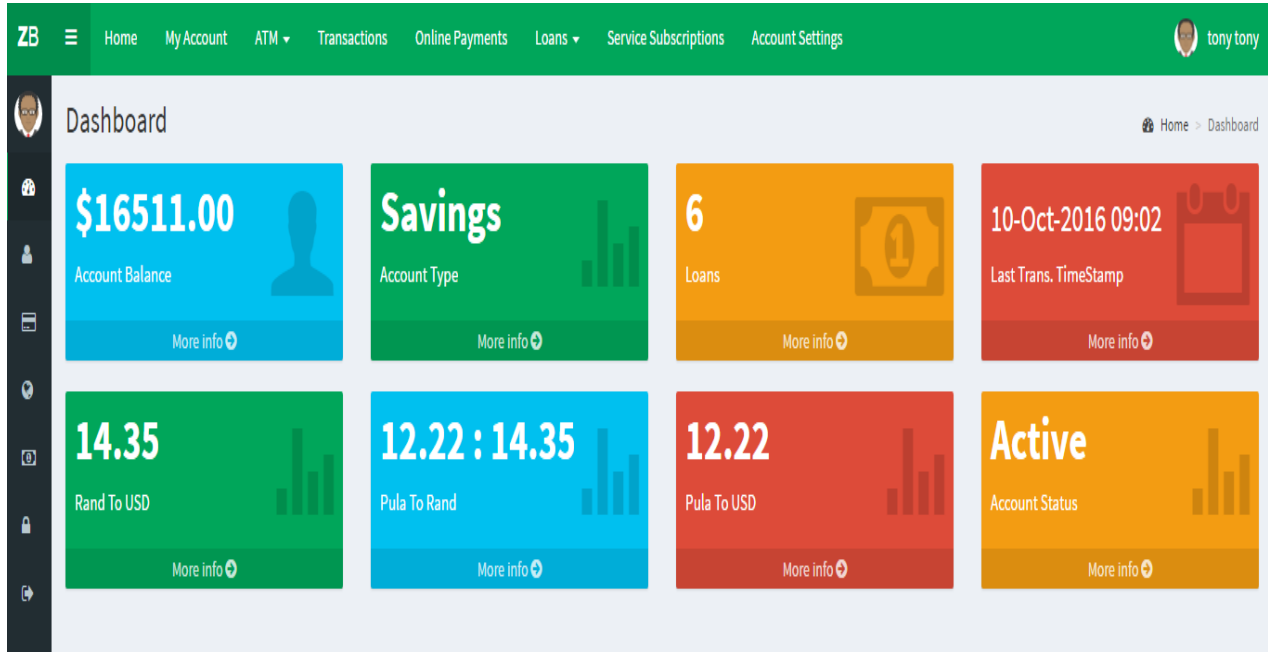 ZB Home My Account ATM Transactions Online Payments Loans Service Subscriptions Account Settings tony tony
Dashboard
Home > Dashboard
$16511.00
Account Balance
More info
Savings
Account Type
More info
6
Loans
More info
10-Oct-2016 09:02
Last Trans. TimeStamp
More info
14.35
Rand To USD
More info
12.22 : 14.35
Pula To Rand
More info
12.22
Pula To USD
More info
Active
Account Status
More info